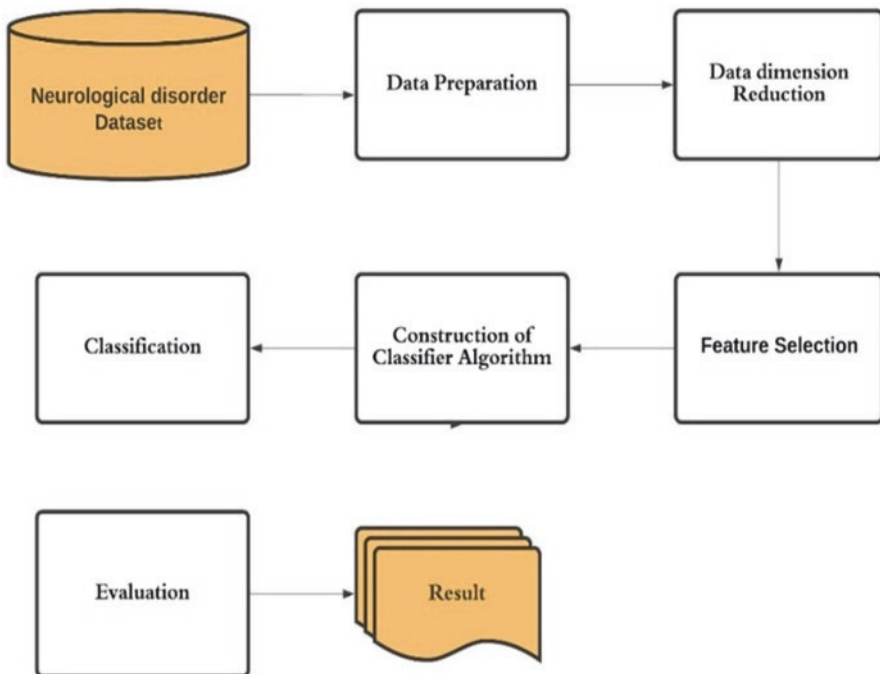 Neurological disorder
Dataset
Data Preparation
Data dimension
Reduction
Feature Selection
Construction of
Classifier Algorithm
Classification
Evaluation
Result